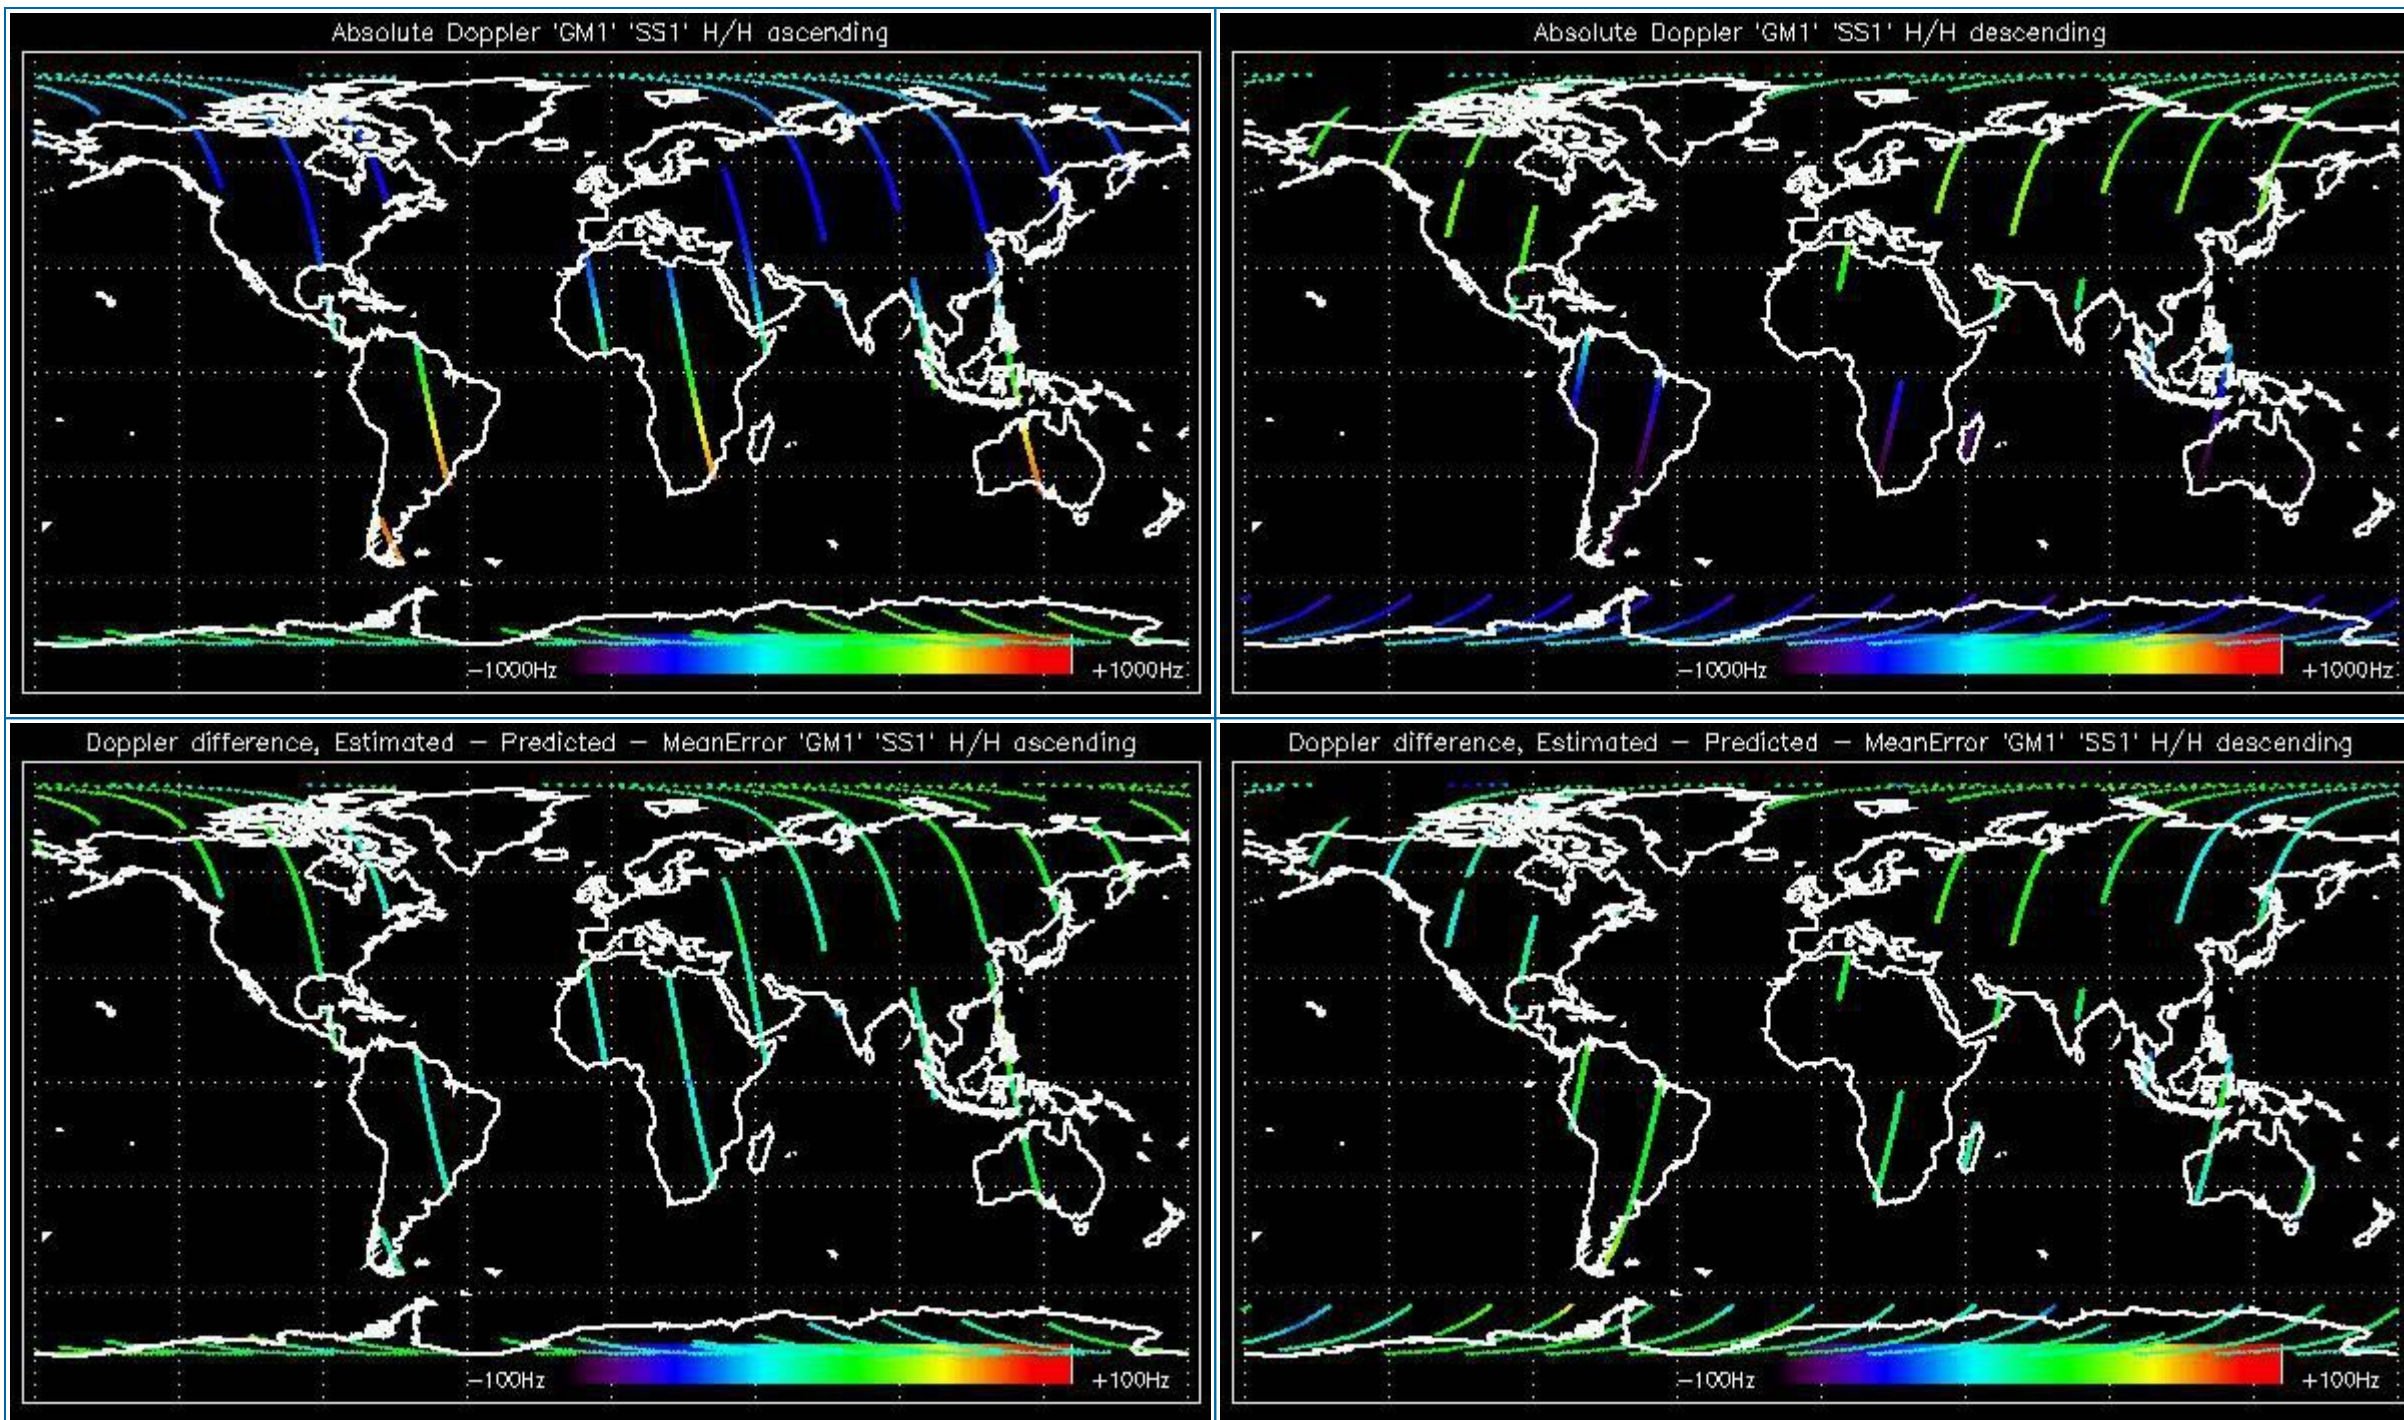 Absolute Doppler 'GM1' 'SS1' H/H ascending
−1000Hz
+1000Hz
Absolute Doppler 'GM1' 'SS1' H/H descending
−1000Hz
+1000Hz
Doppler difference, Estimated − Predicted − MeanError 'GM1' 'SS1' H/H ascending
−100Hz
+100Hz
Doppler difference, Estimated − Predicted − MeanError 'GM1' 'SS1' H/H descending
−100Hz
+100Hz